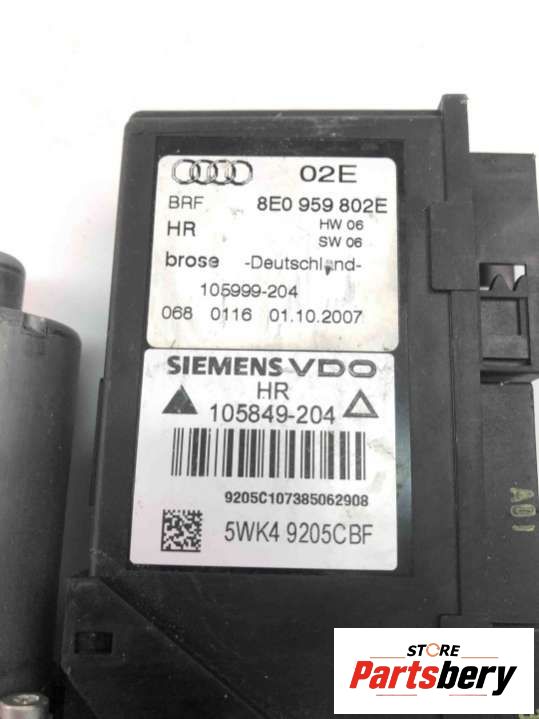 02E
BRF 8E0 959 802E
HR HW 06
SW 06
brose -Deutschland-
105999-204
068 0116 01.10.2007
SIEMENS VDO
HR
105849-204
9205C107385062908
5WK4 9205CBF
A01
STORE
Partsbery